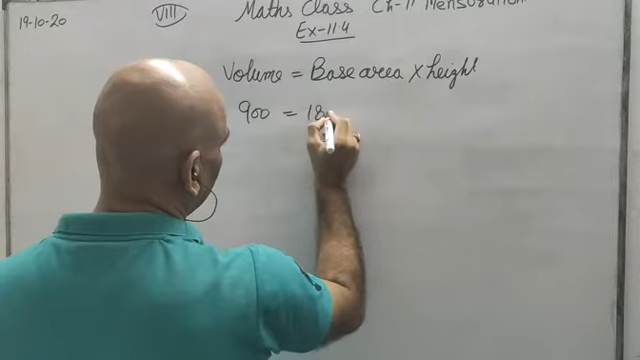 19-10-20
VIII
Maths Class Ch-11 Mensuration
Ex-11.4
Volume = Base area × height
900 = 18